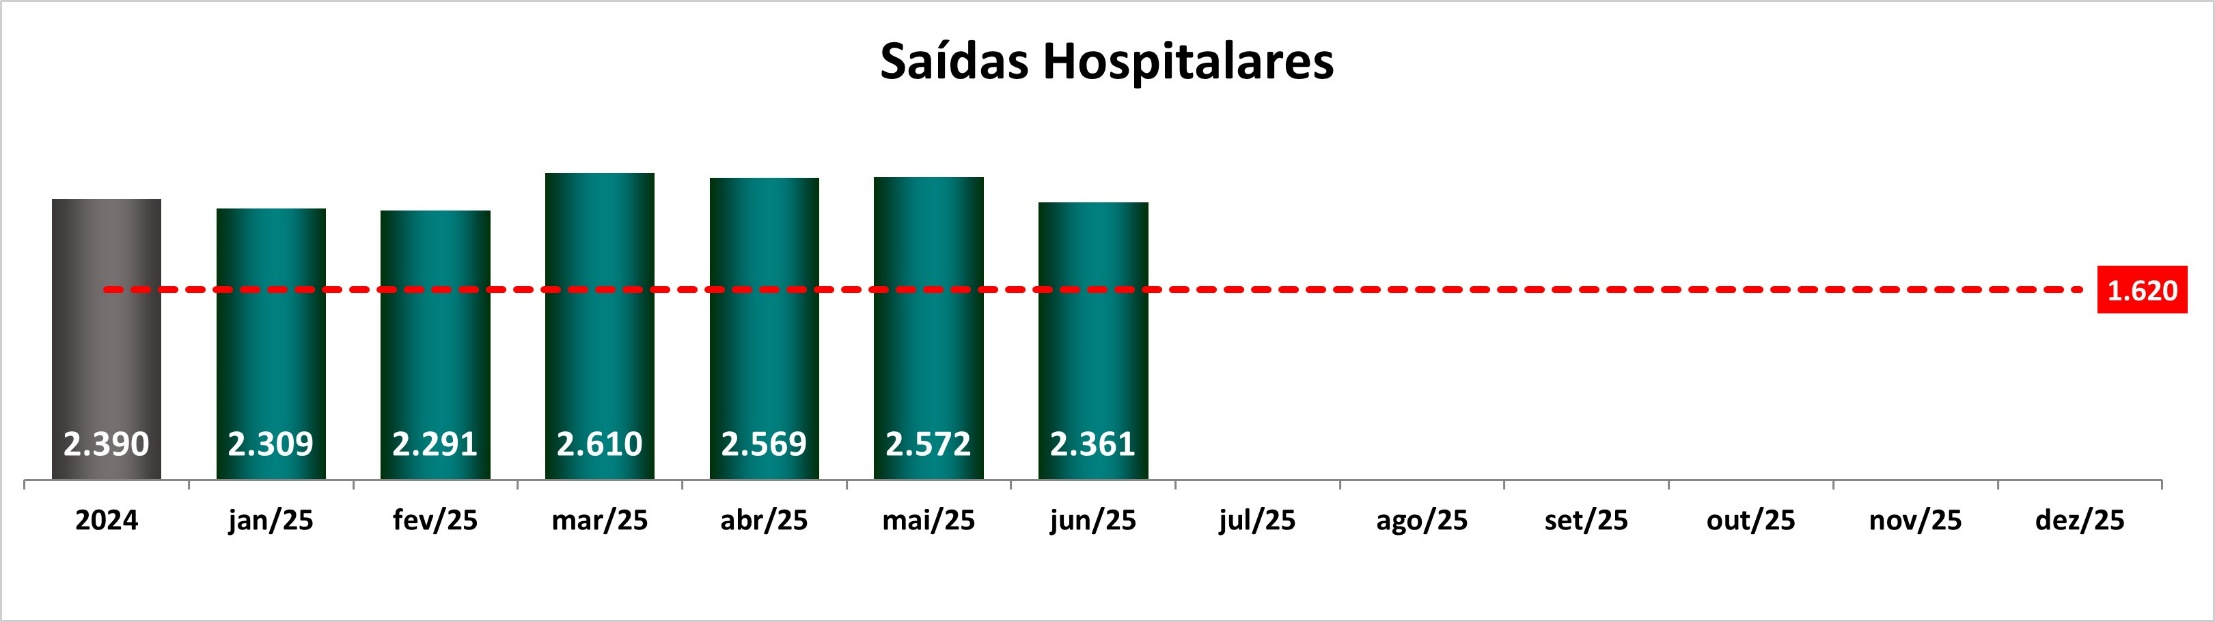 Saídas Hospitalares
1.620
2.390 2.309 2.291 2.610 2.569 2.572 2.361
2024 jan/25 fev/25 mar/25 abr/25 mai/25 jun/25 jul/25 ago/25 set/25 out/25 nov/25 dez/25